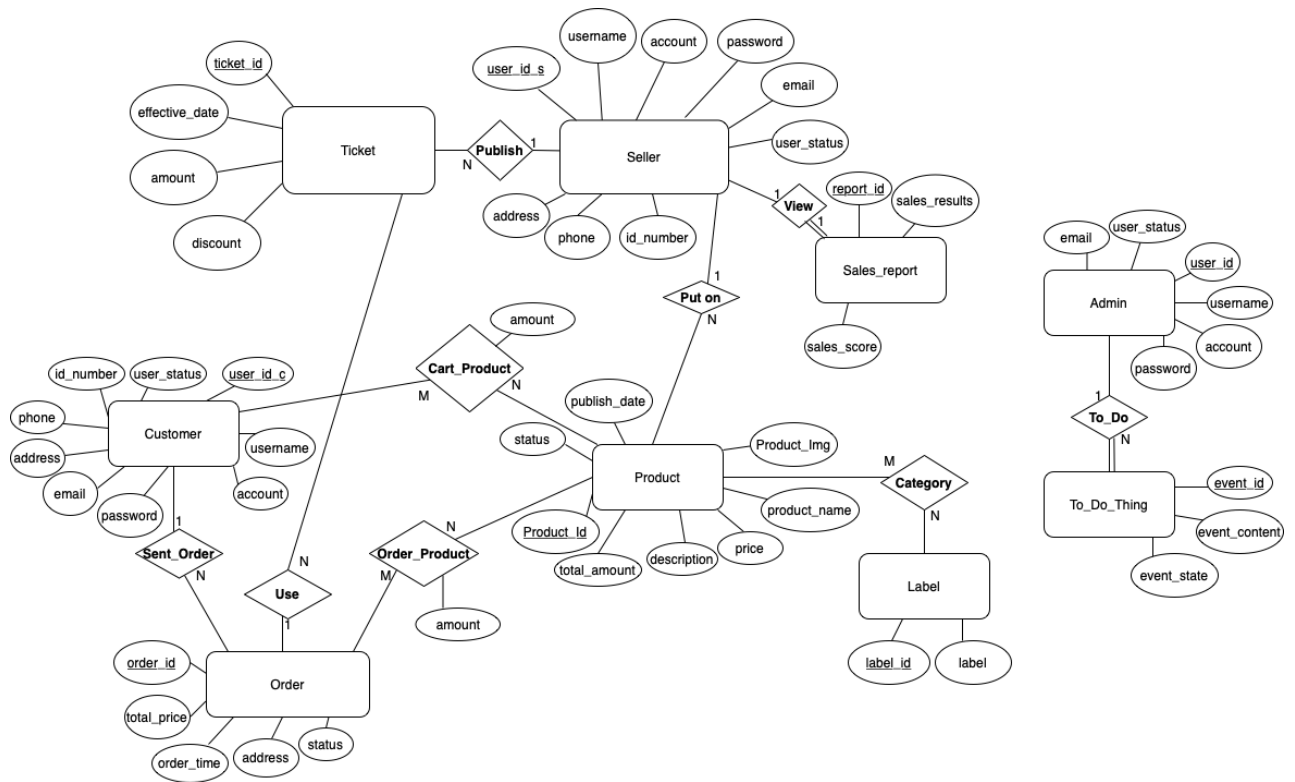 username
account
password
ticket_id
user_id_s
email
effective_date
user_status
Ticket
N
Publish
1
Seller
amount
1
View
1
report_id
sales_results
address
phone
id_number
discount
Sales_report
1
Put on
N
sales_score
email
user_status
user_id
Admin
username
account
password
1
To_Do
N
To_Do_Thing
event_id
event_content
event_state
amount
Cart_Product
M
N
id_number
user_status
user_id_c
phone
Customer
username
address
email
password
account
publish_date
status
Product_Img
Product
product_name
Product_Id
total_amount
description
price
M
Category
N
Label
label_id
label
1
Sent_Order
N
N
Use
1
N
Order_Product
M
amount
order_id
Order
total_price
order_time
address
status